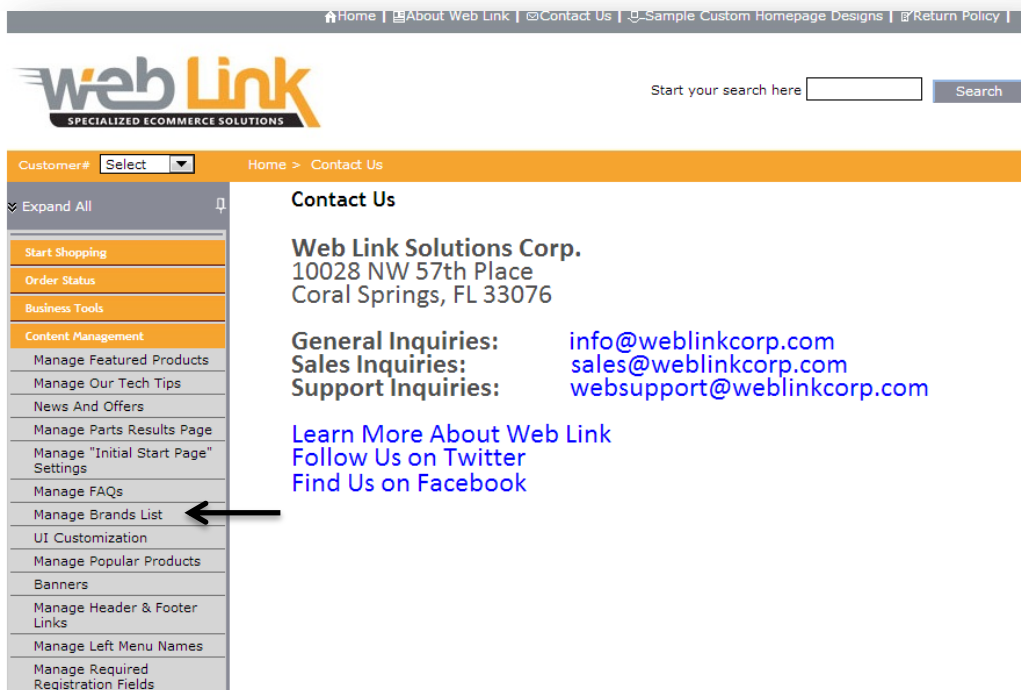 Home | About Web Link | Contact Us | Sample Custom Homepage Designs | Return Policy |
Web Link
SPECIALIZED ECOMMERCE SOLUTIONS
Start your search here
Search
Customer# Select
Home > Contact Us
Expand All
Start Shopping
Order Status
Business Tools
Content Management
Manage Featured Products
Manage Our Tech Tips
News And Offers
Manage Parts Results Page
Manage "Initial Start Page"
Settings
Manage FAQs
Manage Brands List
UI Customization
Manage Popular Products
Banners
Manage Header & Footer
Links
Manage Left Menu Names
Manage Required
Registration Fields
Contact Us
Web Link Solutions Corp.
10028 NW 57th Place
Coral Springs, FL 33076
General Inquiries: info@weblinkcorp.com
Sales Inquiries: sales@weblinkcorp.com
Support Inquiries: websupport@weblinkcorp.com
Learn More About Web Link
Follow Us on Twitter
Find Us on Facebook